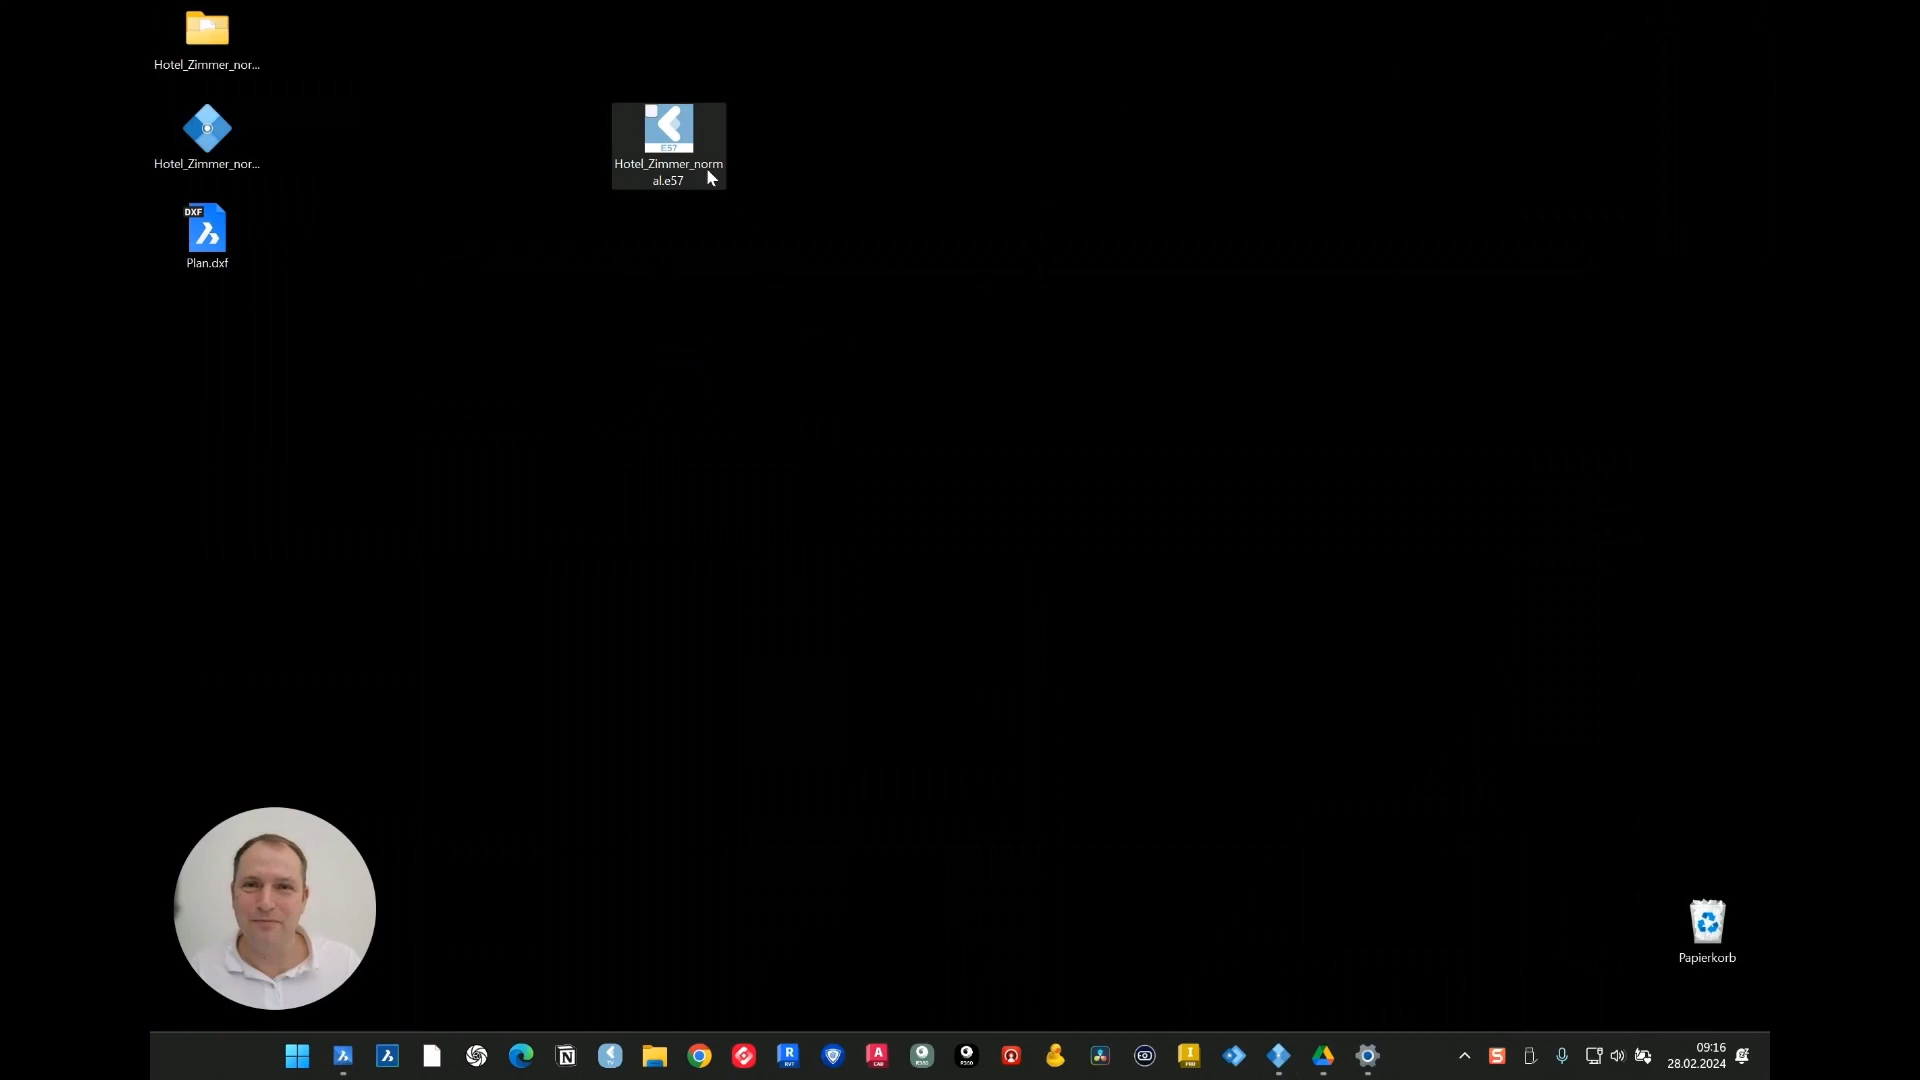 Hotel_Zimmer_nor...
Hotel_Zimmer_nor...
E57
Hotel_Zimmer_norm
al.e57
DXF
Plan.dxf
Papierkorb
09:16
28.02.2024